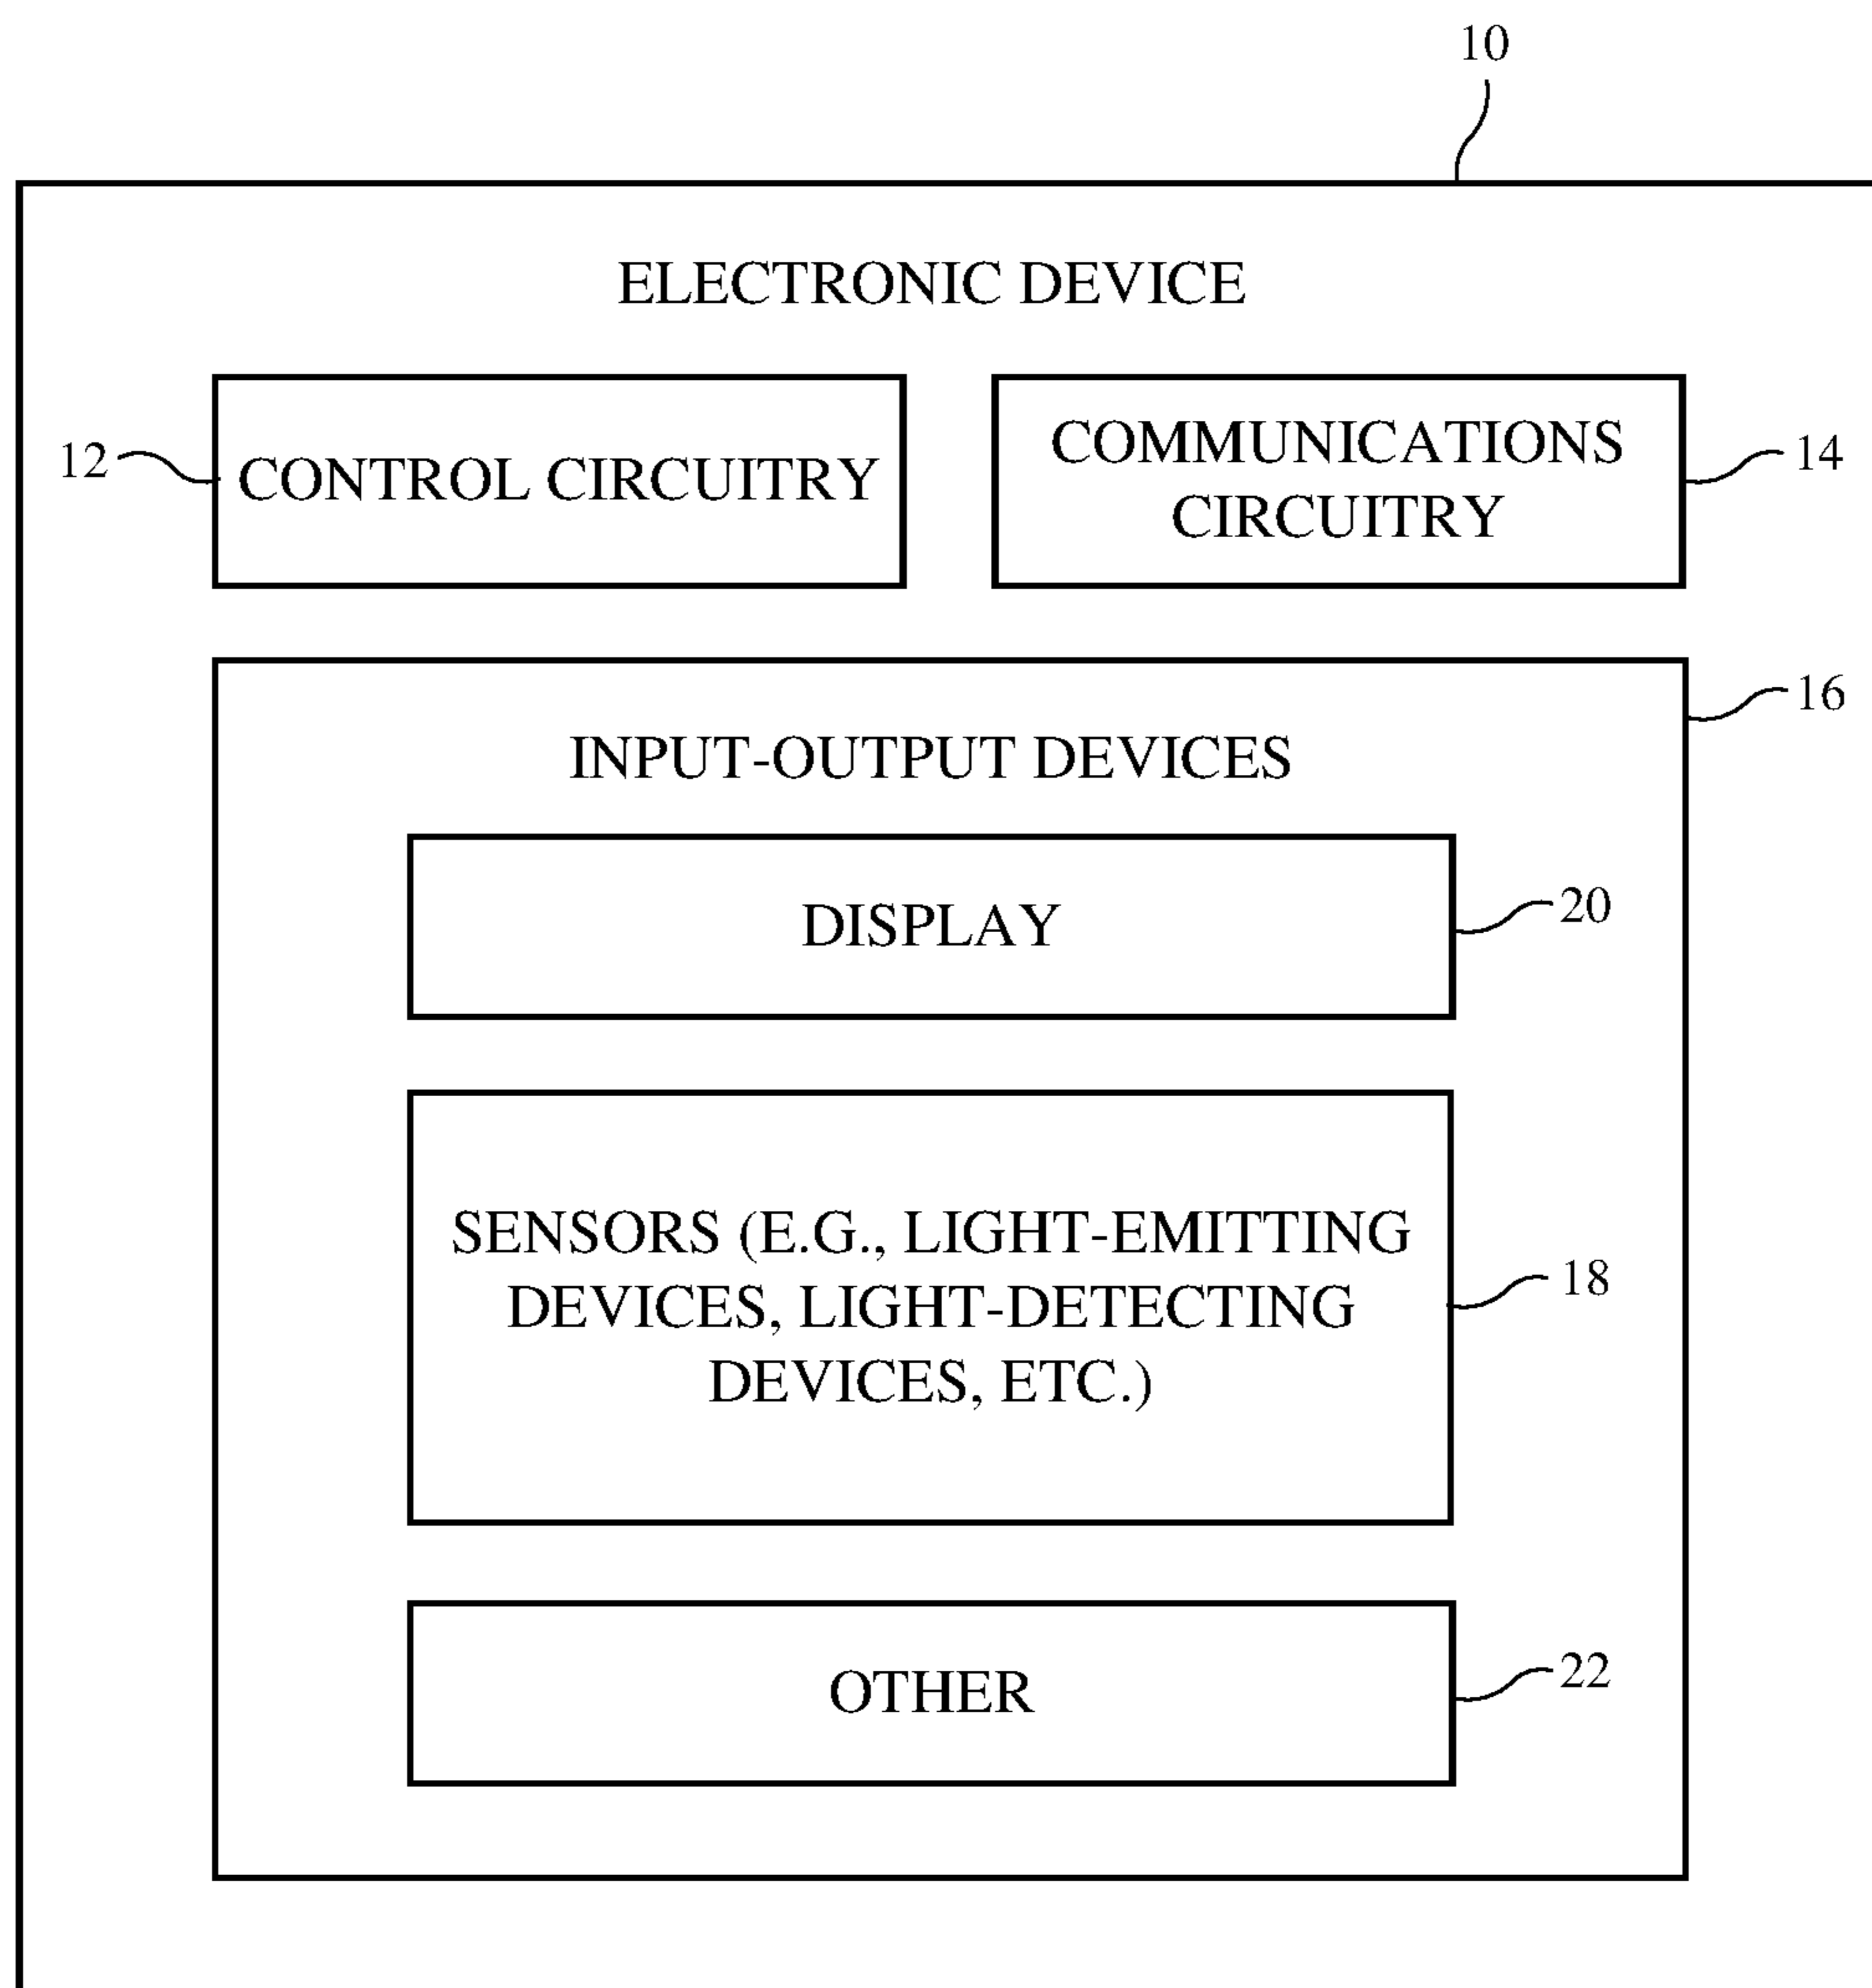 10
ELECTRONIC DEVICE
12
CONTROL CIRCUITRY
COMMUNICATIONS
CIRCUITRY
14
16
INPUT-OUTPUT DEVICES
DISPLAY
20
SENSORS (E.G., LIGHT-EMITTING
DEVICES, LIGHT-DETECTING
DEVICES, ETC.)
18
OTHER
22